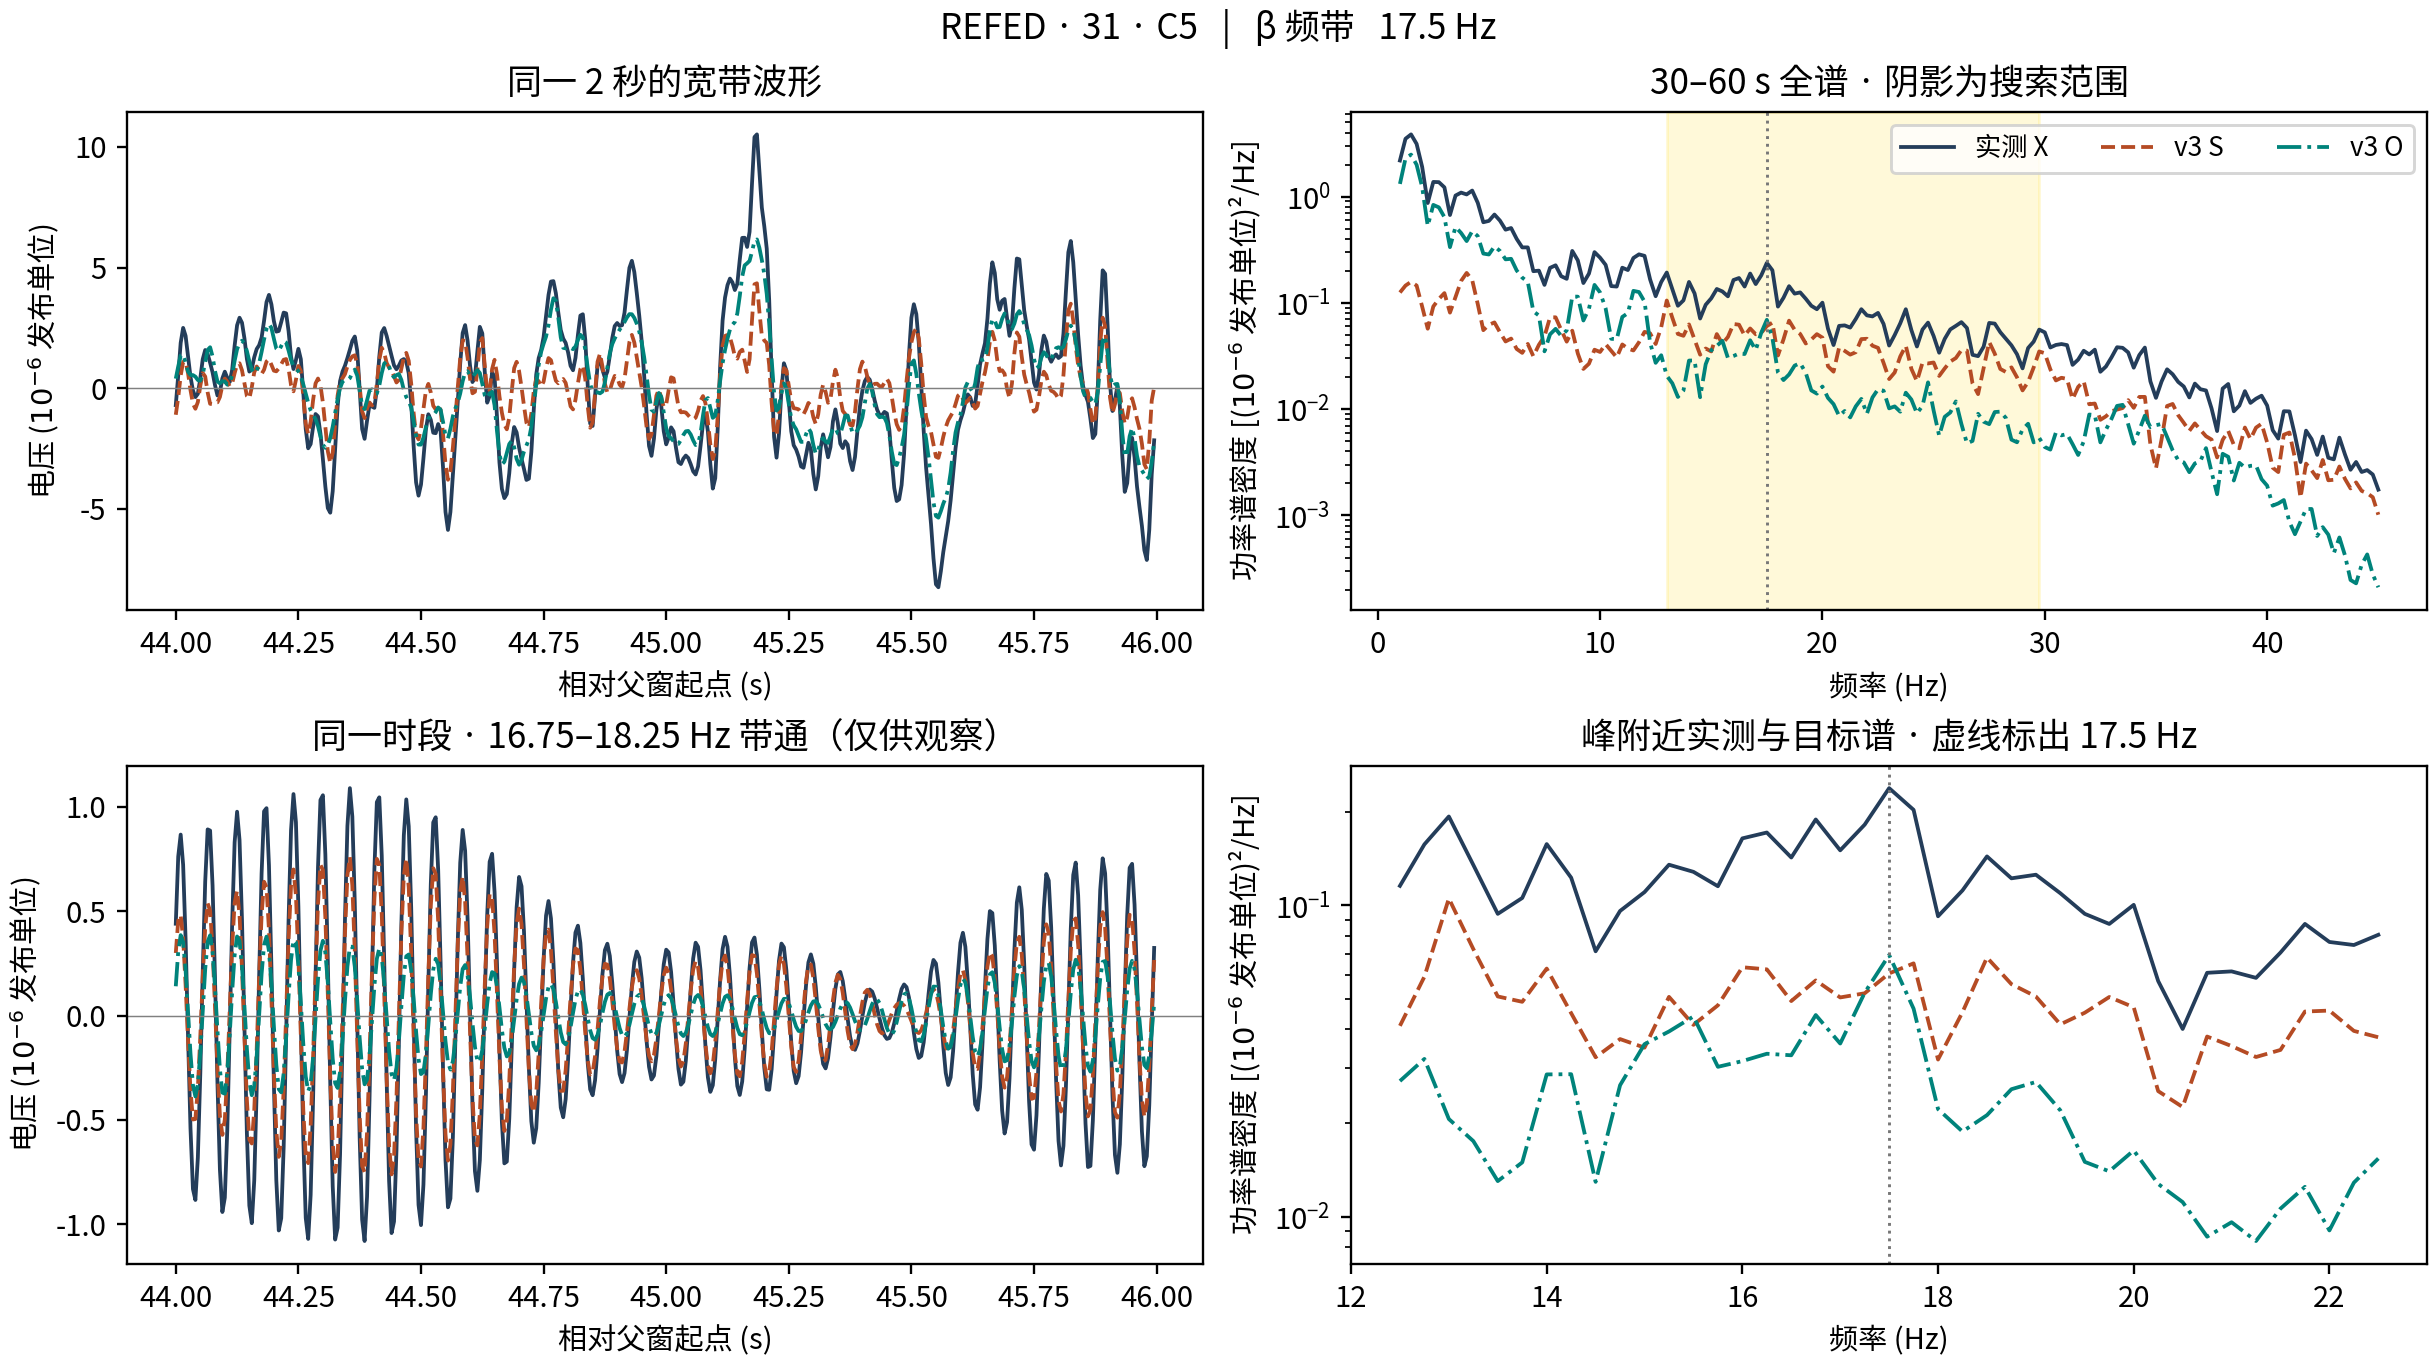 REFED · 31 · C5 | β 频带 17.5 Hz
同一 2 秒的宽带波形
电压 (10⁻⁶ 发布单位)
10
5
0
-5
44.00 44.25 44.50 44.75 45.00 45.25 45.50 45.75 46.00
相对父窗起点 (s)
30–60 s 全谱 · 阴影为搜索范围
功率谱密度 [(10⁻⁶ 发布单位)²/Hz]
实测 X v3 S v3 O
10⁰
10⁻¹
10⁻²
10⁻³
0 10 20 30 40
频率 (Hz)
同一时段 · 16.75–18.25 Hz 带通（仅供观察）
电压 (10⁻⁶ 发布单位)
1.0
0.5
0.0
-0.5
-1.0
44.00 44.25 44.50 44.75 45.00 45.25 45.50 45.75 46.00
相对父窗起点 (s)
峰附近实测与目标谱 · 虚线标出 17.5 Hz
功率谱密度 [(10⁻⁶ 发布单位)²/Hz]
10⁻¹
10⁻²
12 14 16 18 20 22
频率 (Hz)